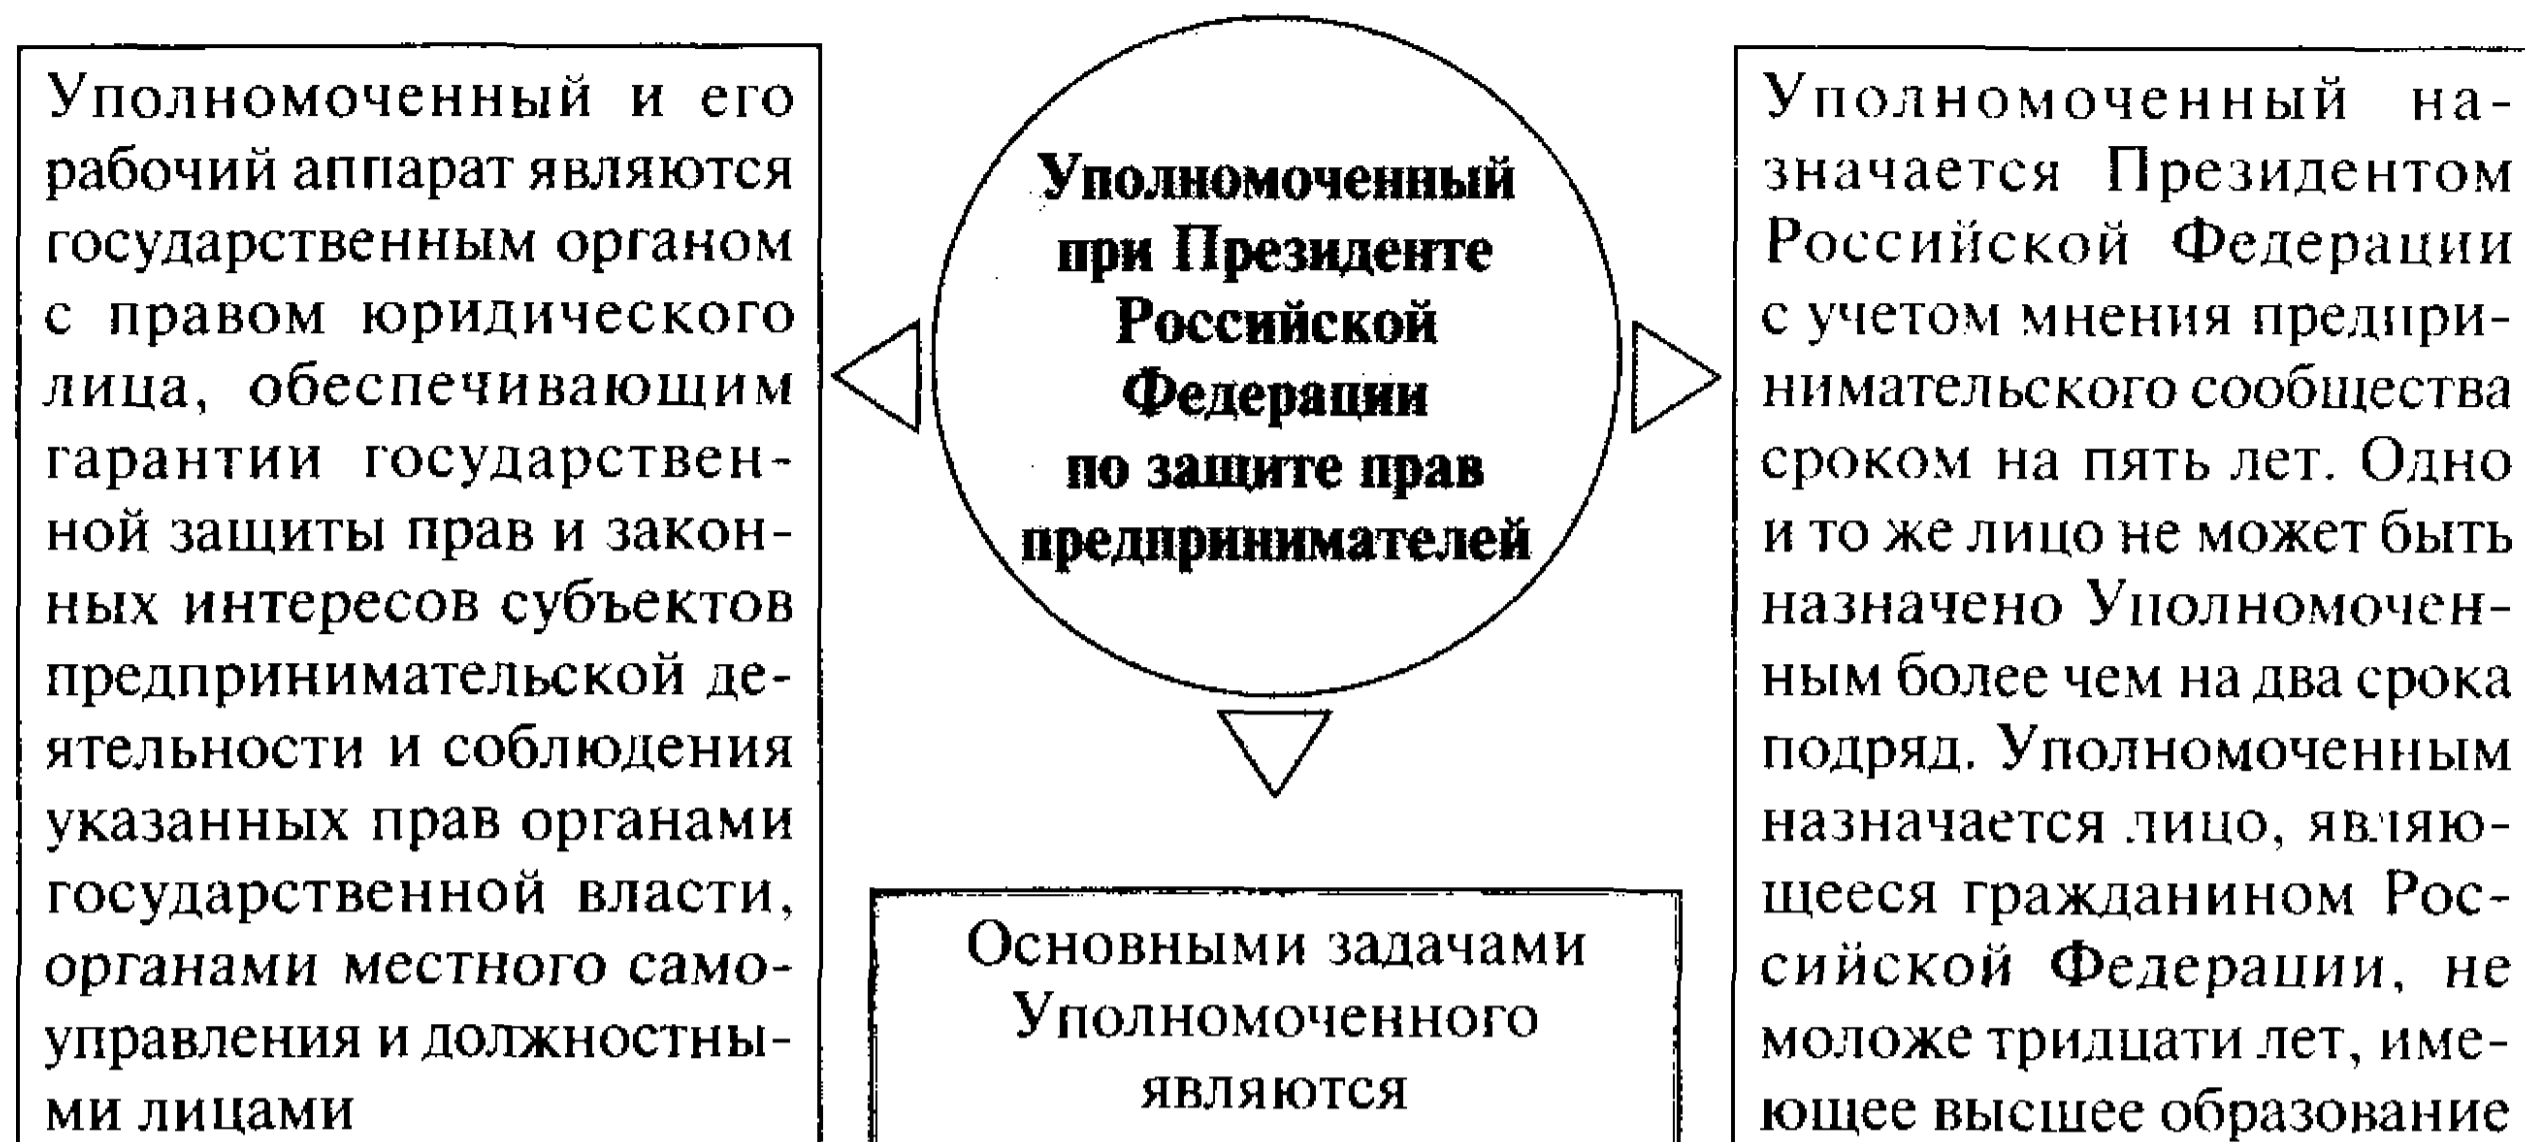 Уполномоченный и его
рабочий аппарат являются
государственным органом
с правом юридического
лица, обеспечивающим
гарантии государствен-
ной защиты прав и закон-
ных интересов субъектов
предпринимательской де-
ятельности и соблюдения
указанных прав органами
государственной власти,
органами местного само-
управления и должностны-
ми лицами
Уполномоченный
при Президенте
Российской
Федерации
по защите прав
предпринимателей
Основными задачами
Уполномоченного
являются
Уполномоченный на-
значается Президентом
Российской Федерации
с учетом мнения предпри-
нимательского сообщества
сроком на пять лет. Одно
и то же лицо не может быть
назначено Уполномочен-
ным более чем на два срока
подряд. Уполномоченным
назначается лицо, являю-
щееся гражданином Рос-
сийской Федерации, не
моложе тридцати лет, име-
ющее высшее образование